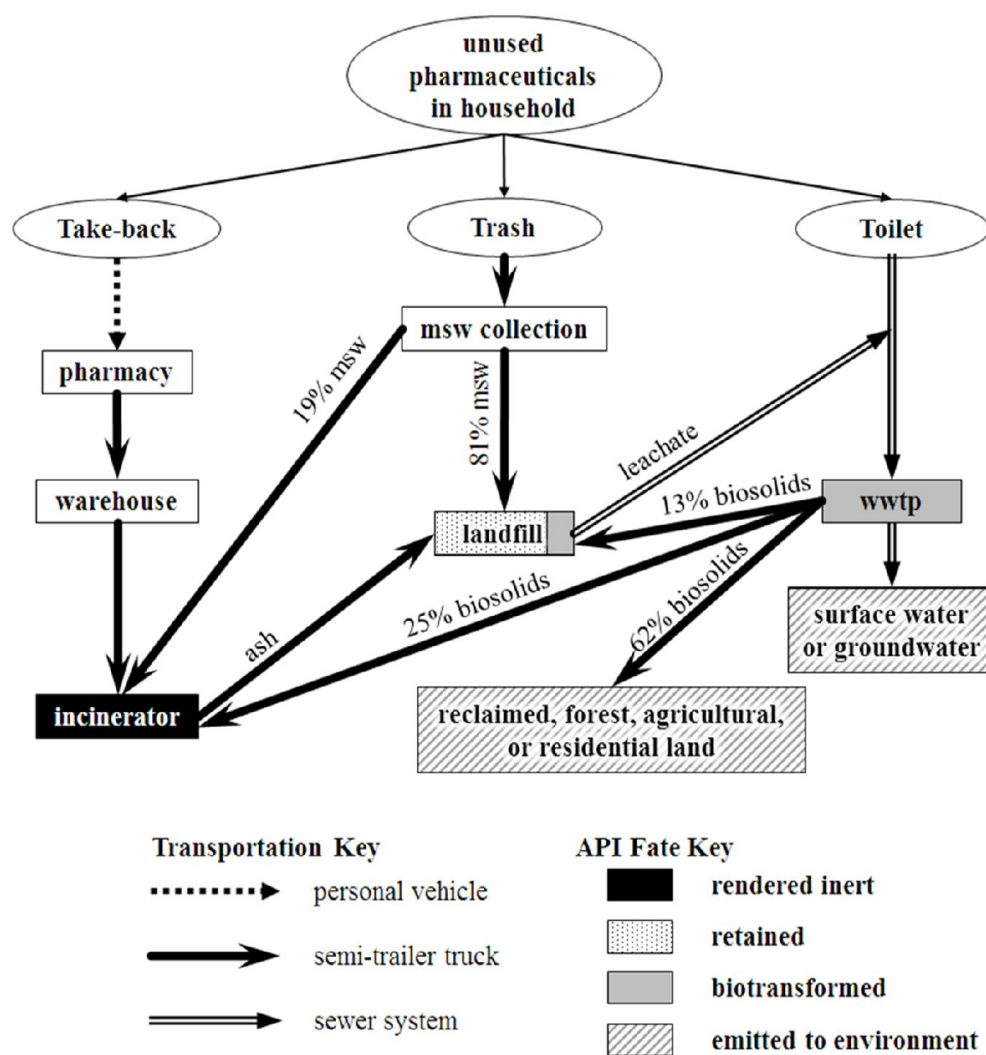 unused
pharmaceuticals
in household
Take-back
Trash
Toilet
msw collection
pharmacy
19% msw
81% msw
leachate
warehouse
landfill
13% biosolids
wwtp
25% biosolids
62% biosolids
ash
surface water
or groundwater
incinerator
reclaimed, forest, agricultural,
or residential land
Transportation Key
personal vehicle
semi-trailer truck
sewer system
API Fate Key
rendered inert
retained
biotransformed
emitted to environment